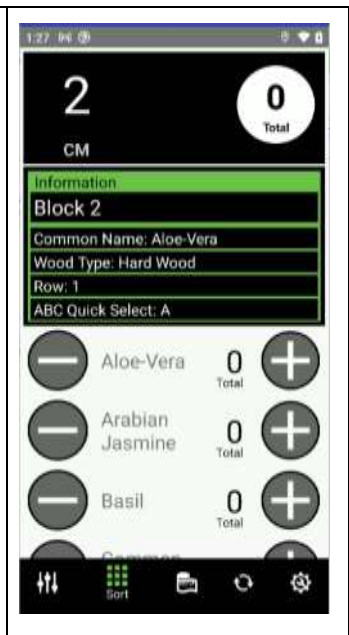 1:27
2
CM
0
Total
Information
Block 2
Common Name: Aloe-Vera
Wood Type: Hard Wood
Row: 1
ABC Quick Select: A
Aloe-Vera
0
Total
Arabian
Jasmine
0
Total
Basil
0
Total
Common
Sort